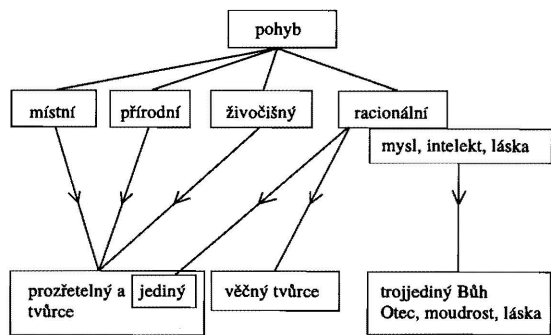 pohyb
místní
přírodní
živočišný
racionální
mysl, intelekt, láska
prozřetelný a
tvůrce
jediný
věčný tvůrce
trojjediný Bůh
Otec, moudrost, láska